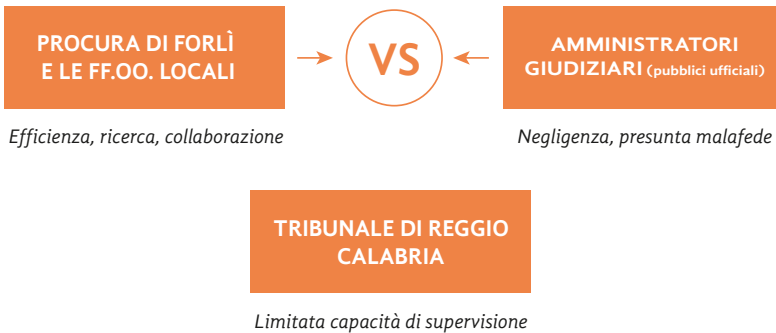 PROCURA DI FORLÌ
E LE FF.OO. LOCALI
VS
AMMINISTRATORI
GIUDIZIARI (pubblici ufficiali)
Efficienza, ricerca, collaborazione
Negligenza, presunta malafede
TRIBUNALE DI REGGIO
CALABRIA
Limitata capacità di supervisione